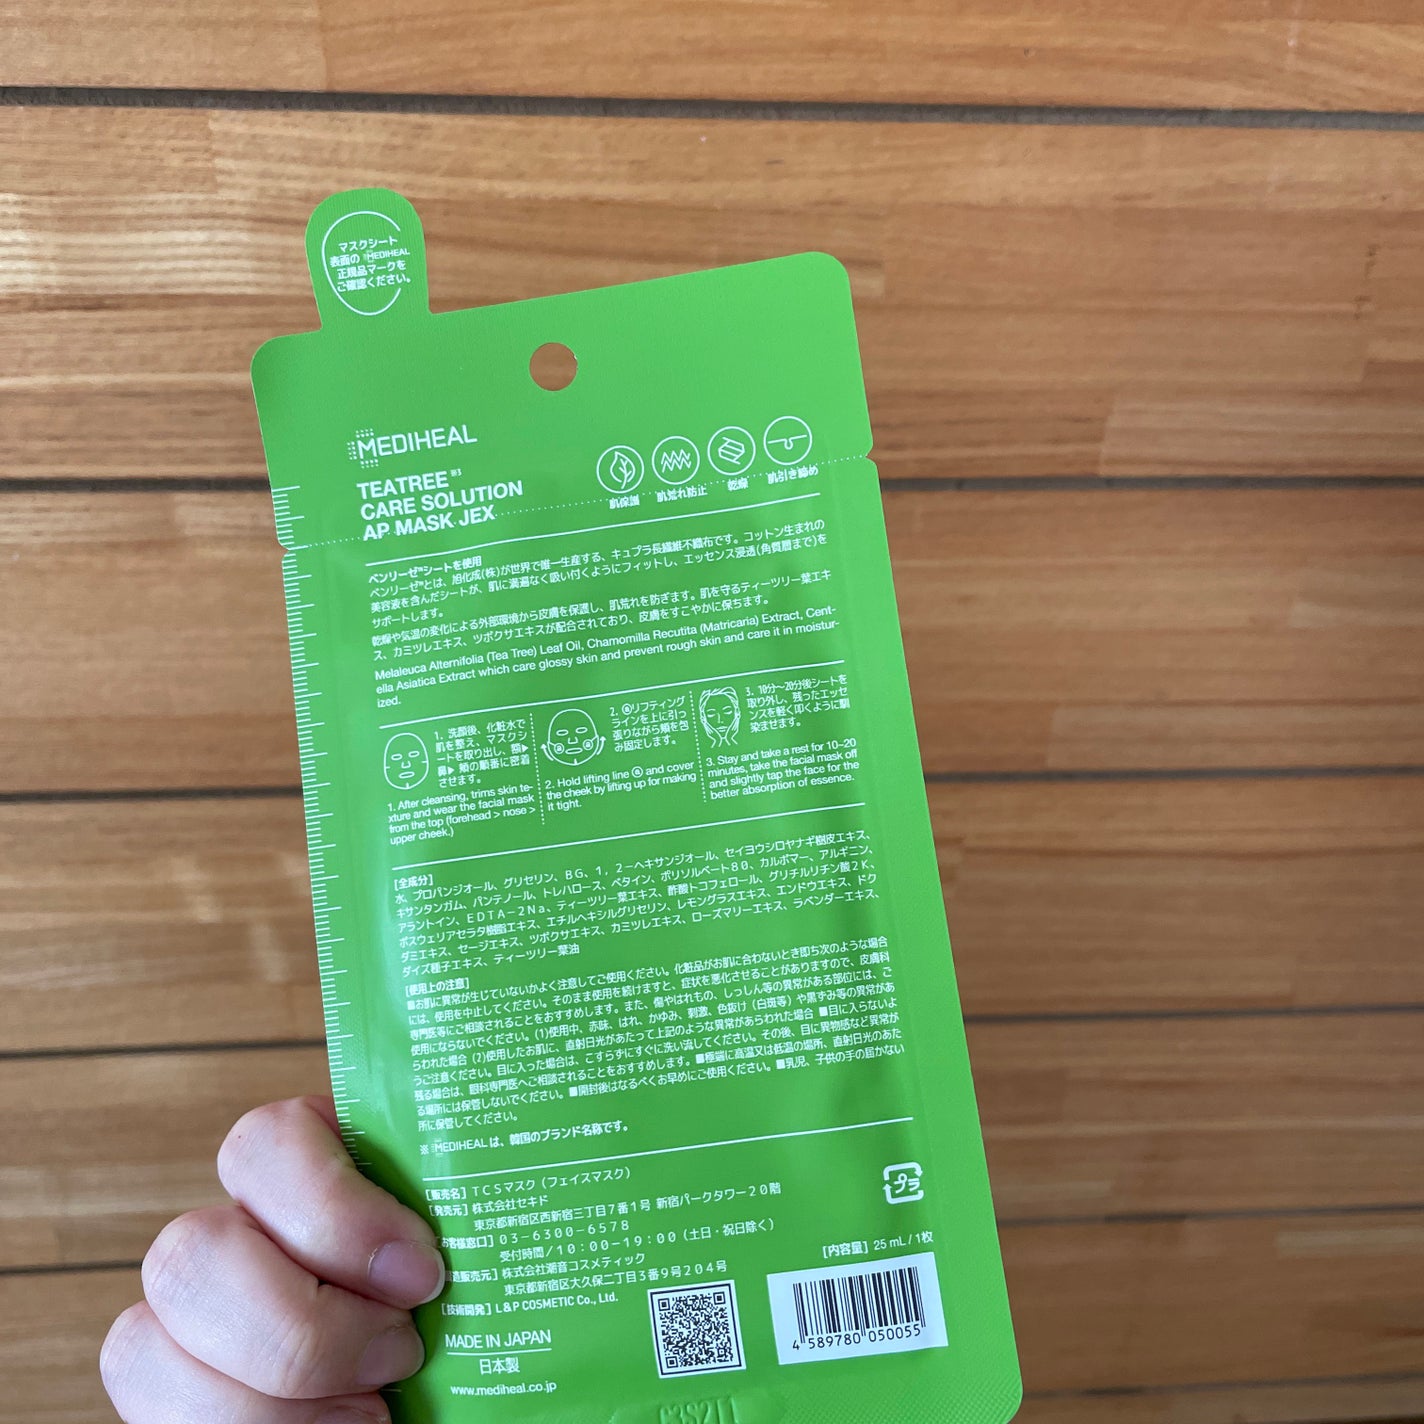 マスクシート
表面の MEDIHEAL
正規品マークを
ご確認ください。
MEDIHEAL
TEATREE※3
CARE SOLUTION
AP MASK JEX
肌保護
肌荒れ防止
乾燥
肌引き締め
ベンリーゼ™シートを使用
ベンリーゼ™とは、旭化成(株)が世界で唯一生産する、キュプラ長繊維不織布です。コットン生まれの
美容液を含んだシートが、肌に満遍なく吸い付くようにフィットし、エッセンス浸透(角質層まで)を
サポートします。
乾燥や気温の変化による外部環境から皮膚を保護し、肌荒れを防ぎます。肌を守るティーツリー葉エキ
ス、カミツレエキス、ツボクサエキスが配合されており、皮膚をすこやかに保ちます。
Melaleuca Alternifolia (Tea Tree) Leaf Oil, Chamomilla Recutita (Matricaria) Extract, Cent-
ella Asiatica Extract which care glossy skin and prevent rough skin and care it in moistur-
ized.
1. 洗顔後、化粧水で
肌を整え、マスクシ
ートを取り出し、額▶
鼻▶ 頬の順番に密着
させます。
1. After cleansing, trims skin te-
xture and wear the facial mask
from the top (forehead > nose >
upper cheek.)
2. ⓐリフティング
ラインを上に引っ
張りながら頬を包
み固定します。
2. Hold lifting line ⓐ and cover
the cheek by lifting up for making
it tight.
3. 10分〜20分後シートを
取り外し、残ったエッセ
ンスを軽く叩くように馴
染ませます。
3. Stay and take a rest for 10~20
minutes, take the facial mask off
and slightly tap the face for the
better absorption of essence.
[全成分]
水、プロパンジオール、グリセリン、BG、1，2－ヘキサンジオール、セイヨウシロヤナギ樹皮エキス、
キサンタンガム、パンテノール、トレハロース、ベタイン、ポリソルベート80、カルボマー、アルギニン、
アラントイン、EDTA－2Na、ティーツリー葉エキス、酢酸トコフェロール、グリチルリチン酸2K、
ボスウェリアセラタ樹脂エキス、エチルヘキシルグリセリン、レモングラスエキス、エンドウエキス、ドク
ダミエキス、セージエキス、ツボクサエキス、カミツレエキス、ローズマリーエキス、ラベンダーエキス、
ダイズ種子エキス、ティーツリー葉油
[使用上の注意]
■お肌に異常が生じていないかよく注意してご使用ください。化粧品がお肌に合わないとき即ち次のような場合
には、使用を中止してください。そのまま使用を続けますと、症状を悪化させることがありますので、皮膚科
専門医等にご相談されることをおすすめします。また、傷やはれもの、しっしん等の異常がある部位には、ご
使用にならないでください。(1)使用中、赤味、はれ、かゆみ、刺激、色抜け（白斑等）や黒ずみ等の異常があ
らわれた場合 (2)使用したお肌に、直射日光があたって上記のような異常があらわれた場合 ■目に入らないよ
うご注意ください。目に入った場合は、こすらずにすぐに洗い流してください。その後、目に異物感など異常が
残る場合は、眼科専門医へご相談されることをおすすめします。■極端に高温又は低温の場所、直射日光のあた
る場所には保管しないでください。■開封後はなるべくお早めにご使用ください。■乳児、子供の手の届かない
所に保管してください。
※ MEDIHEALは、韓国のブランド名称です。
[販売名] TCSマスク（フェイスマスク）
[発売元] 株式会社セキド
東京都新宿区西新宿三丁目7番1号 新宿パークタワー20階
[お客様窓口] 03－6300－6578
受付時間／10：00－19：00（土日・祝日除く）
製造販売元] 株式会社潮音コスメティック
東京都新宿区大久保二丁目3番9号204号
[技術開発] L&P COSMETIC Co., Ltd.
MADE IN JAPAN
日本製
www.mediheal.co.jp
プラ
[内容量] 25 mL / 1枚
4 589780 050055